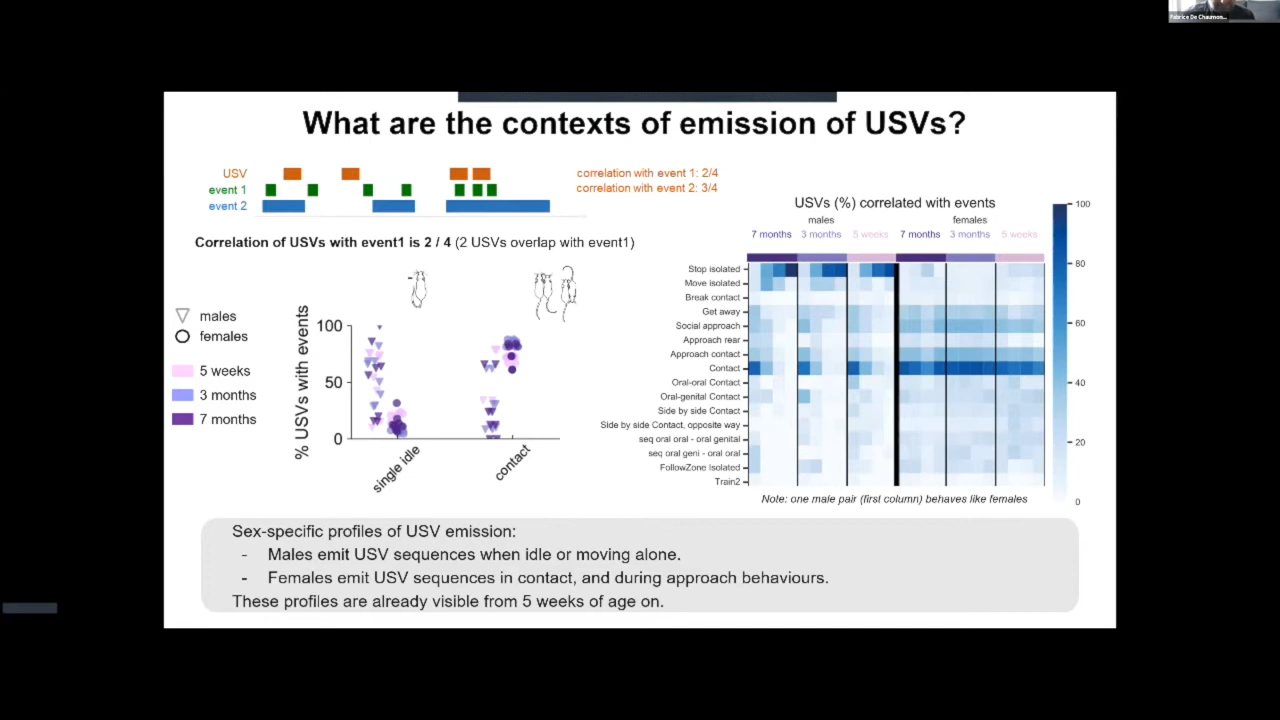 Fabrice De Chaumon...
What are the contexts of emission of USVs?
USV
event 1
event 2
correlation with event 1: 2/4
correlation with event 2: 3/4
Correlation of USVs with event1 is 2 / 4 (2 USVs overlap with event1)
males
females
5 weeks
3 months
7 months
% USVs with events
100
50
0
single idle
contact
USVs (%) correlated with events
males
females
7 months 3 months 5 weeks 7 months 3 months 5 weeks
Stop isolated
Move isolated
Break contact
Get away
Social approach
Approach rear
Approach contact
Contact
Oral-oral Contact
Oral-genital Contact
Side by side Contact
Side by side Contact, opposite way
seq oral oral - oral genital
seq oral geni - oral oral
FollowZone Isolated
Train2
100
80
60
40
20
0
Note: one male pair (first column) behaves like females
Sex-specific profiles of USV emission:
- Males emit USV sequences when idle or moving alone.
- Females emit USV sequences in contact, and during approach behaviours.
These profiles are already visible from 5 weeks of age on.